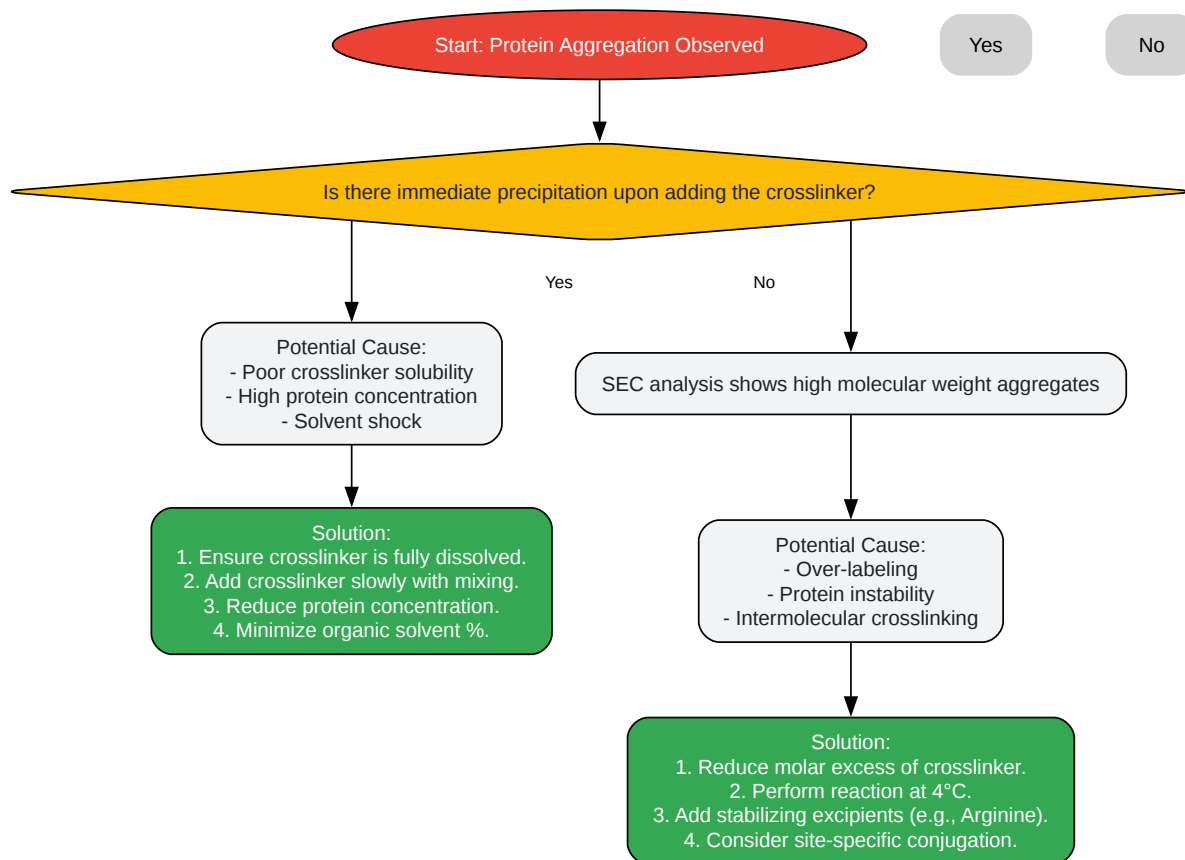 Start: Protein Aggregation Observed
Yes
No
Is there immediate precipitation upon adding the crosslinker?
Yes
No
Potential Cause:
- Poor crosslinker solubility
- High protein concentration
- Solvent shock
SEC analysis shows high molecular weight aggregates
Solution:
1. Ensure crosslinker is fully dissolved.
2. Add crosslinker slowly with mixing.
3. Reduce protein concentration.
4. Minimize organic solvent %.
Potential Cause:
- Over-labeling
- Protein instability
- Intermolecular crosslinking
Solution:
1. Reduce molar excess of crosslinker.
2. Perform reaction at 4°C.
3. Add stabilizing excipients (e.g., Arginine).
4. Consider site-specific conjugation.